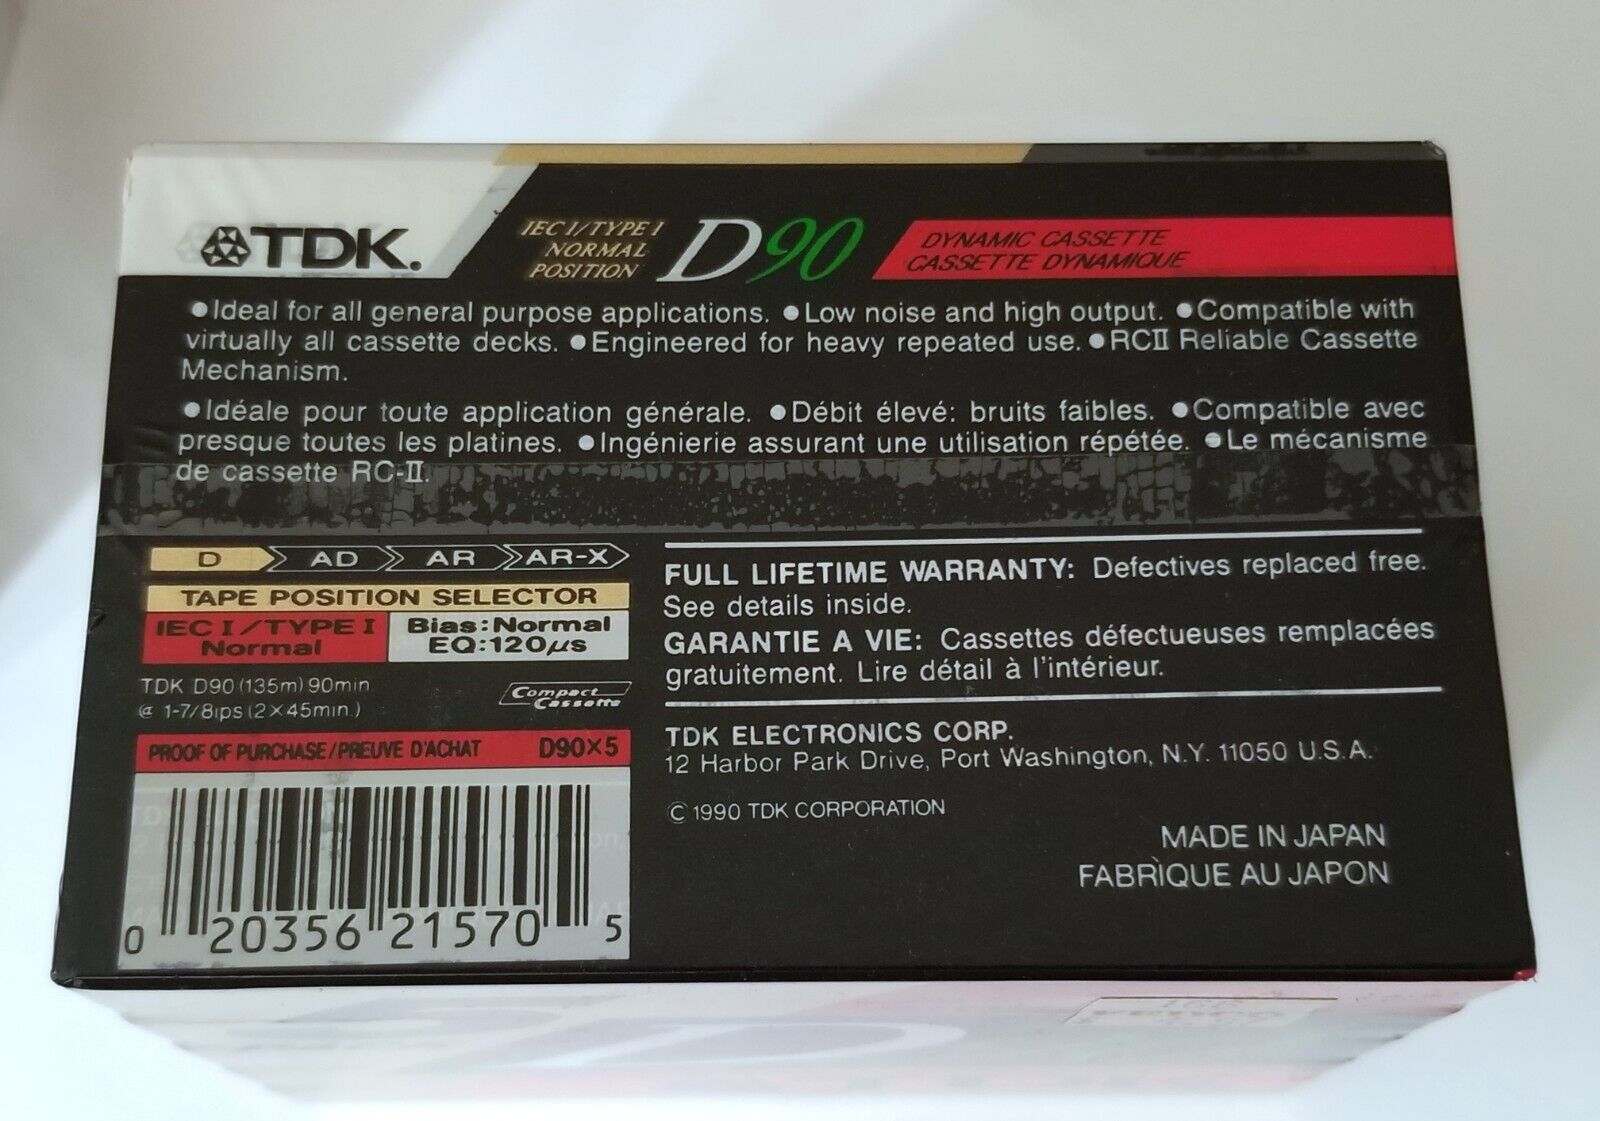 TDK.
IEC I/TYPE I
NORMAL
POSITION
D90
DYNAMIC CASSETTE
CASSETTE DYNAMIQUE
●Ideal for all general purpose applications. ●Low noise and high output. ●Compatible with
virtually all cassette decks. ●Engineered for heavy repeated use. ●RCII Reliable Cassette
Mechanism.
●Idéale pour toute application générale. ●Débit élevé: bruits faibles. ●Compatible avec
presque toutes les platines. ●Ingénierie assurant une utilisation répétée. ●Le mécanisme
de cassette RC-II.
D AD AR AR-X
TAPE POSITION SELECTOR
IEC I/TYPE I
Normal
Bias:Normal
EQ:120µs
TDK D90 (135m) 90min
@ 1-7/8ips (2×45min.)
Compact
Cassette
PROOF OF PURCHASE/PREUVE D'ACHAT D90×5
0 20356 21570 5
FULL LIFETIME WARRANTY: Defectives replaced free.
See details inside.
GARANTIE A VIE: Cassettes défectueuses remplacées
gratuitement. Lire détail à l'intérieur.
TDK ELECTRONICS CORP.
12 Harbor Park Drive, Port Washington, N.Y. 11050 U.S.A.
© 1990 TDK CORPORATION
MADE IN JAPAN
FABRÌQUE AU JAPON